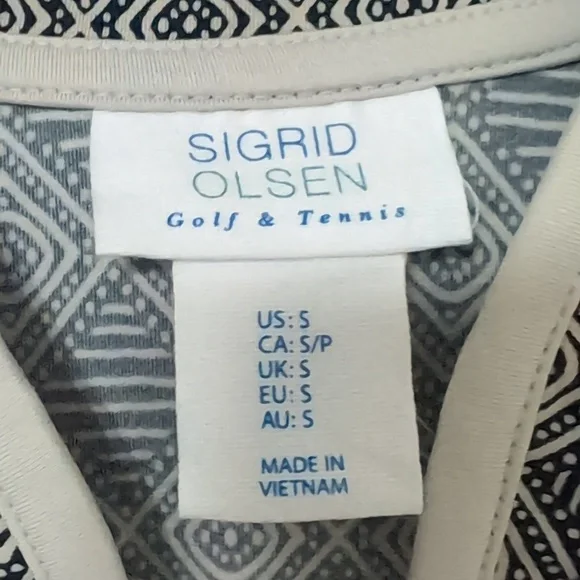 SIGRID
OLSEN
Golf & Tennis
US: S
CA: S/P
UK: S
EU: S
AU: S
MADE IN
VIETNAM